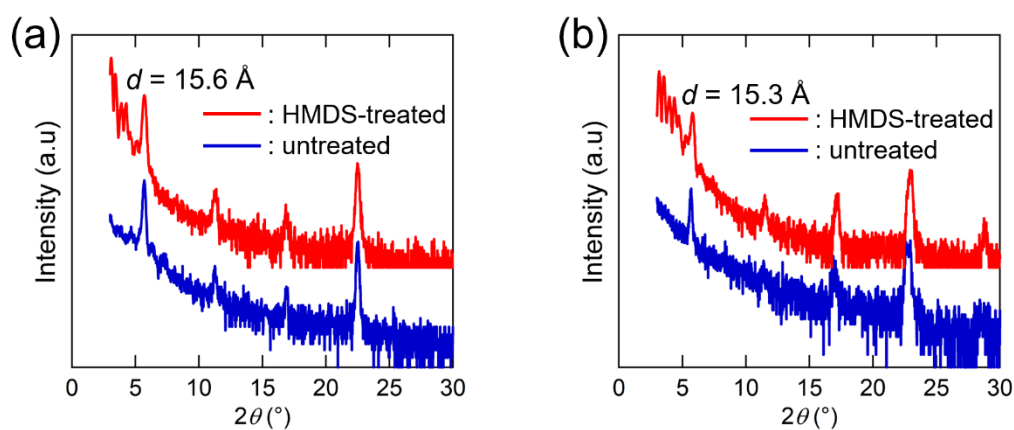 (a)
d = 15.6 Å
: HMDS-treated
: untreated
Intensity (a.u)
0 5 10 15 20 25 30
2θ (°)
(b)
d = 15.3 Å
: HMDS-treated
: untreated
Intensity (a.u)
0 5 10 15 20 25 30
2θ (°)